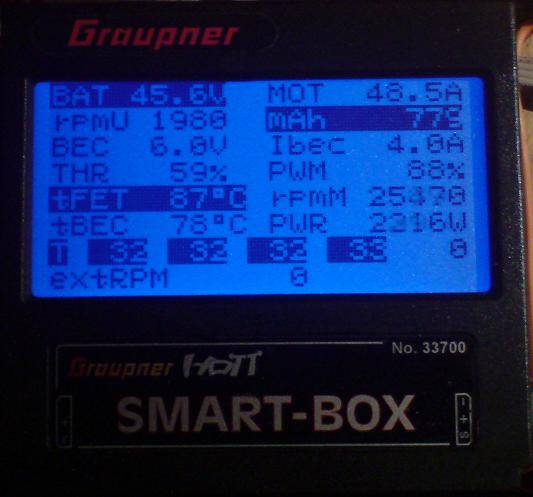 Graupner
BAT 45.6V MOT 48.5A
rpmU 1980 mAh 779
BEC 6.0V Ibec 4.0A
THR 59% PWM 88%
tFET 87°C rpmM 25470
tBEC 78°C PWR 2216W
T 32 32 32 33 0
extRPM 0
No. 33700
Graupner HOTT
SMART-BOX